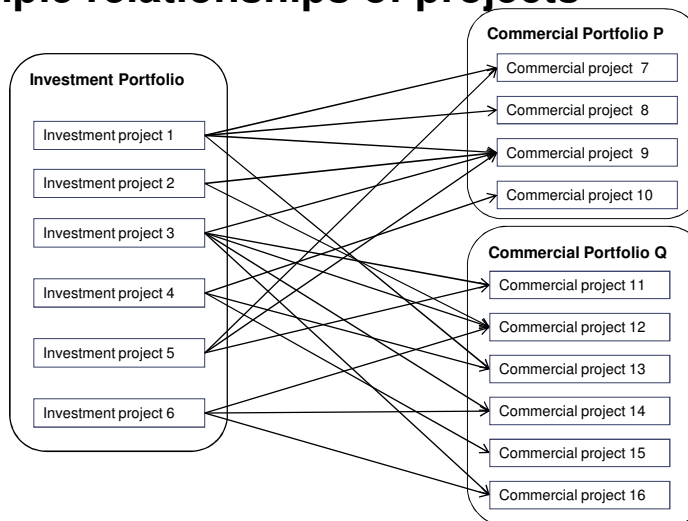 relationships of projects
Investment Portfolio
Investment project 1
Investment project 2
Investment project 3
Investment project 4
Investment project 5
Investment project 6
Commercial Portfolio P
Commercial project 7
Commercial project 8
Commercial project 9
Commercial project 10
Commercial Portfolio Q
Commercial project 11
Commercial project 12
Commercial project 13
Commercial project 14
Commercial project 15
Commercial project 16